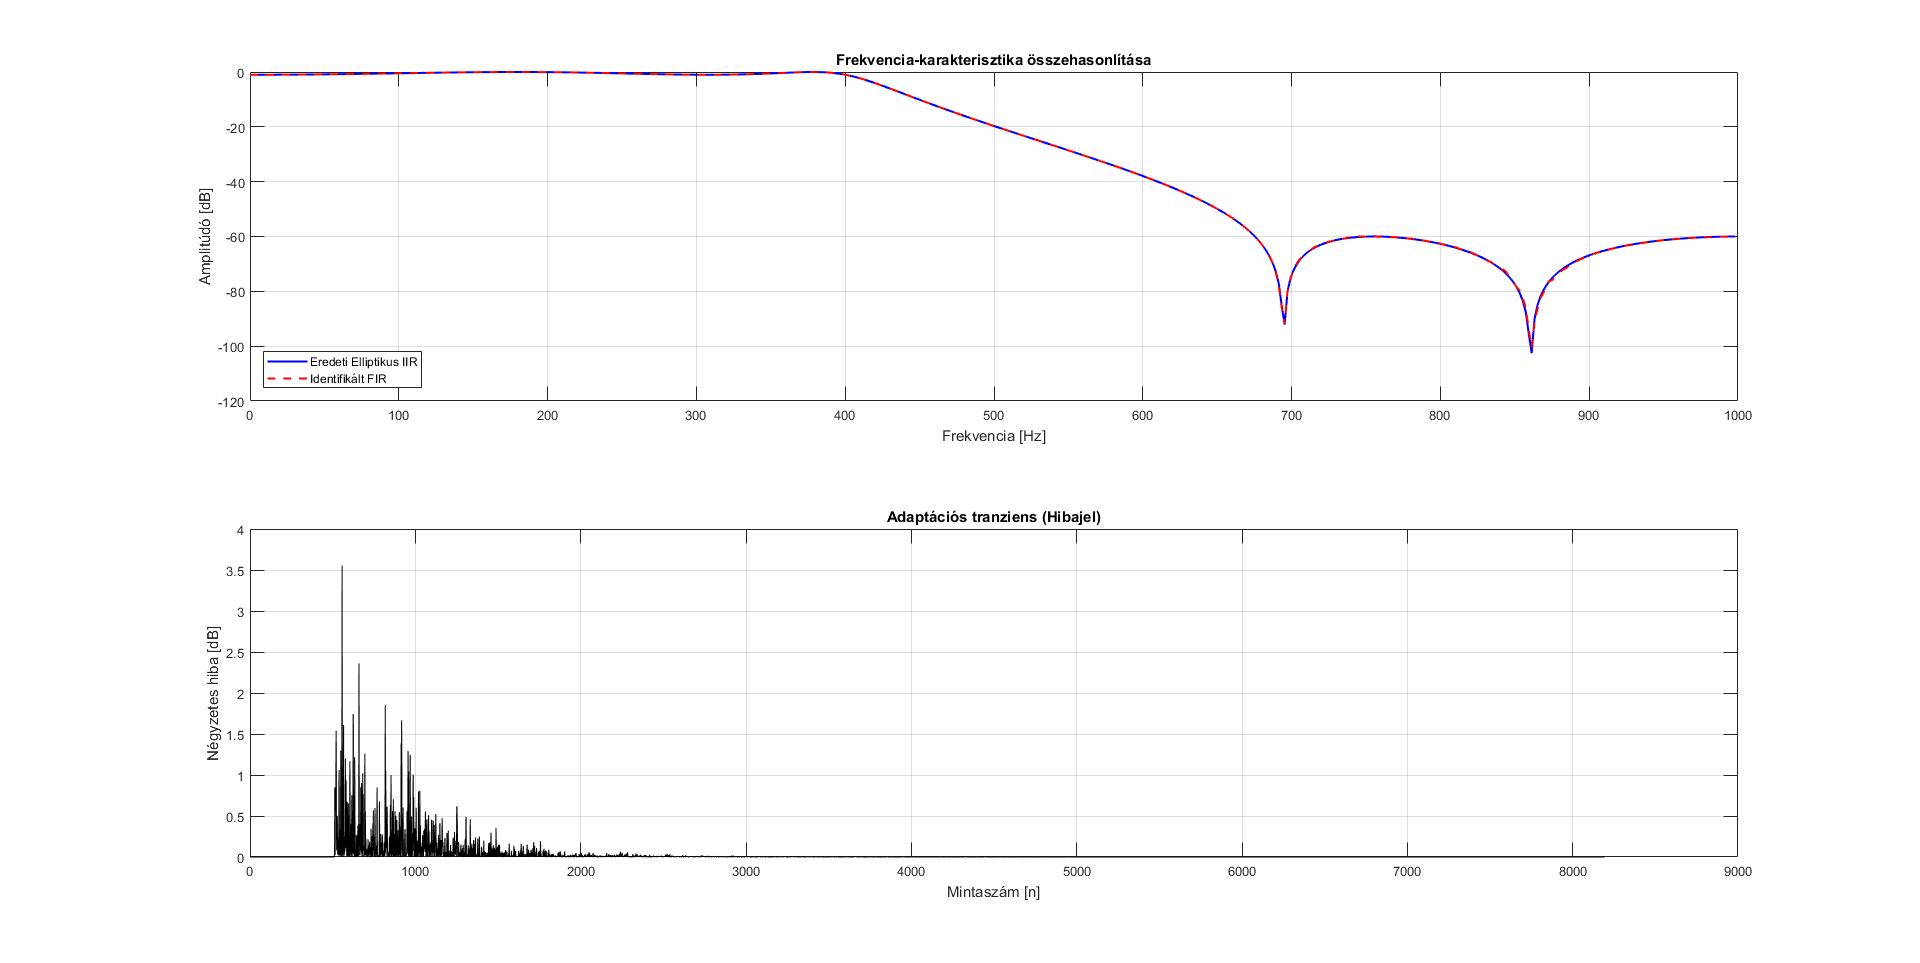 Frekvencia-karakterisztika összehasonlítása
0
-20
-40
-60
-80
-100
-120
Amplitúdó [dB]
Eredeti Elliptikus IIR
Identifikált FIR
0 100 200 300 400 500 600 700 800 900 1000
Frekvencia [Hz]
Adaptációs tranziens (Hibajel)
4
3.5
3
2.5
2
1.5
1
0.5
0
Négyzetes hiba [dB]
0 1000 2000 3000 4000 5000 6000 7000 8000 9000
Mintaszám [n]